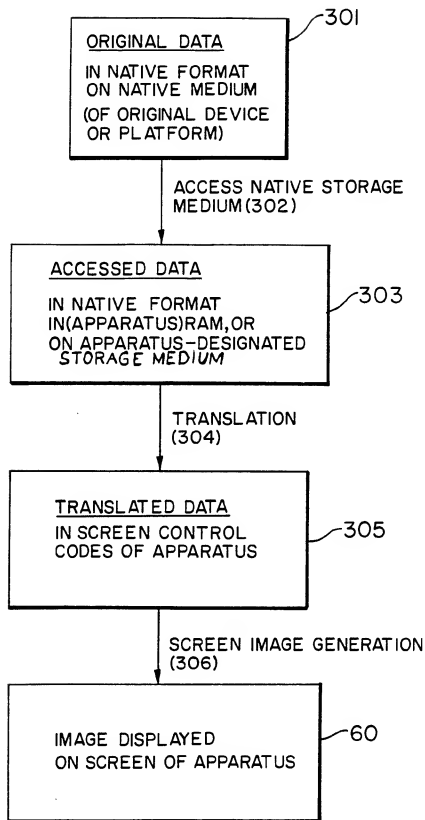 301
ORIGINAL DATA
IN NATIVE FORMAT
ON NATIVE MEDIUM
(OF ORIGINAL DEVICE
OR PLATFORM)
ACCESS NATIVE STORAGE
MEDIUM(302)
303
ACCESSED DATA
IN NATIVE FORMAT
IN(APPARATUS)RAM, OR
ON APPARATUS-DESIGNATED
STORAGE MEDIUM
TRANSLATION
(304)
305
TRANSLATED DATA
IN SCREEN CONTROL
CODES OF APPARATUS
SCREEN IMAGE GENERATION
(306)
60
IMAGE DISPLAYED
ON SCREEN OF APPARATUS